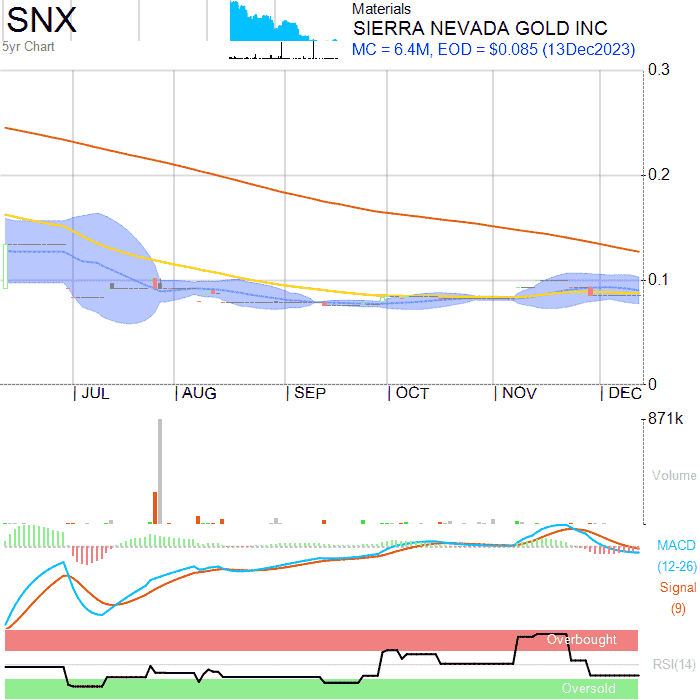 SNX
5yr Chart
Materials
SIERRA NEVADA GOLD INC
MC = 6.4M, EOD = $0.085 (13Dec2023)
0.3
0.2
0.1
0
| JUL | AUG | SEP | OCT | NOV | DEC
871k
Volume
MACD
(12-26)
Signal
(9)
Overbought
RSI(14)
Oversold